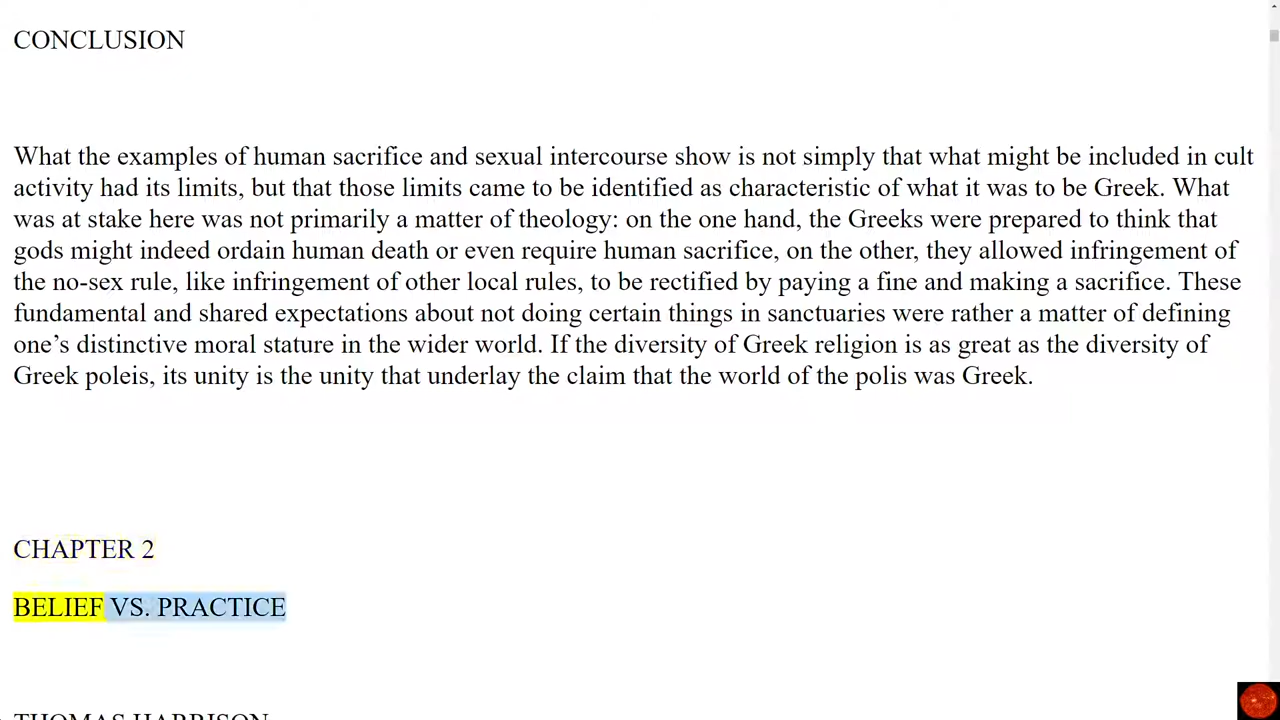 CONCLUSION
What the examples of human sacrifice and sexual intercourse show is not simply that what might be included in cult
activity had its limits, but that those limits came to be identified as characteristic of what it was to be Greek. What
was at stake here was not primarily a matter of theology: on the one hand, the Greeks were prepared to think that
gods might indeed ordain human death or even require human sacrifice, on the other, they allowed infringement of
the no-sex rule, like infringement of other local rules, to be rectified by paying a fine and making a sacrifice. These
fundamental and shared expectations about not doing certain things in sanctuaries were rather a matter of defining
one’s distinctive moral stature in the wider world. If the diversity of Greek religion is as great as the diversity of
Greek poleis, its unity is the unity that underlay the claim that the world of the polis was Greek.
CHAPTER 2
BELIEF VS. PRACTICE
THOMAS HARRISON